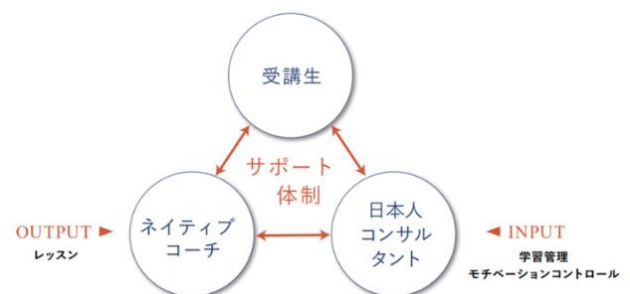 受講生
サポート
体制
ネイティブ
コーチ
日本人
コンサル
タント
OUTPUT ►
レッスン
◄ INPUT
学習管理
モチベーションコントロール